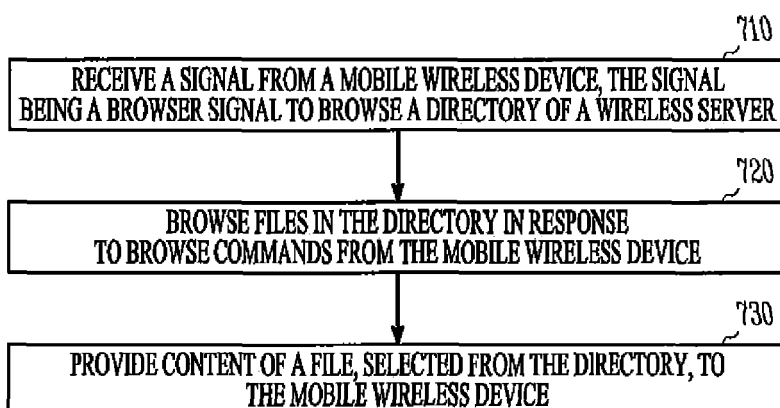 710
RECEIVE A SIGNAL FROM A MOBILE WIRELESS DEVICE, THE SIGNAL
BEING A BROWSER SIGNAL TO BROWSE A DIRECTORY OF A WIRELESS SERVER
720
BROWSE FILES IN THE DIRECTORY IN RESPONSE
TO BROWSE COMMANDS FROM THE MOBILE WIRELESS DEVICE
730
PROVIDE CONTENT OF A FILE, SELECTED FROM THE DIRECTORY, TO
THE MOBILE WIRELESS DEVICE